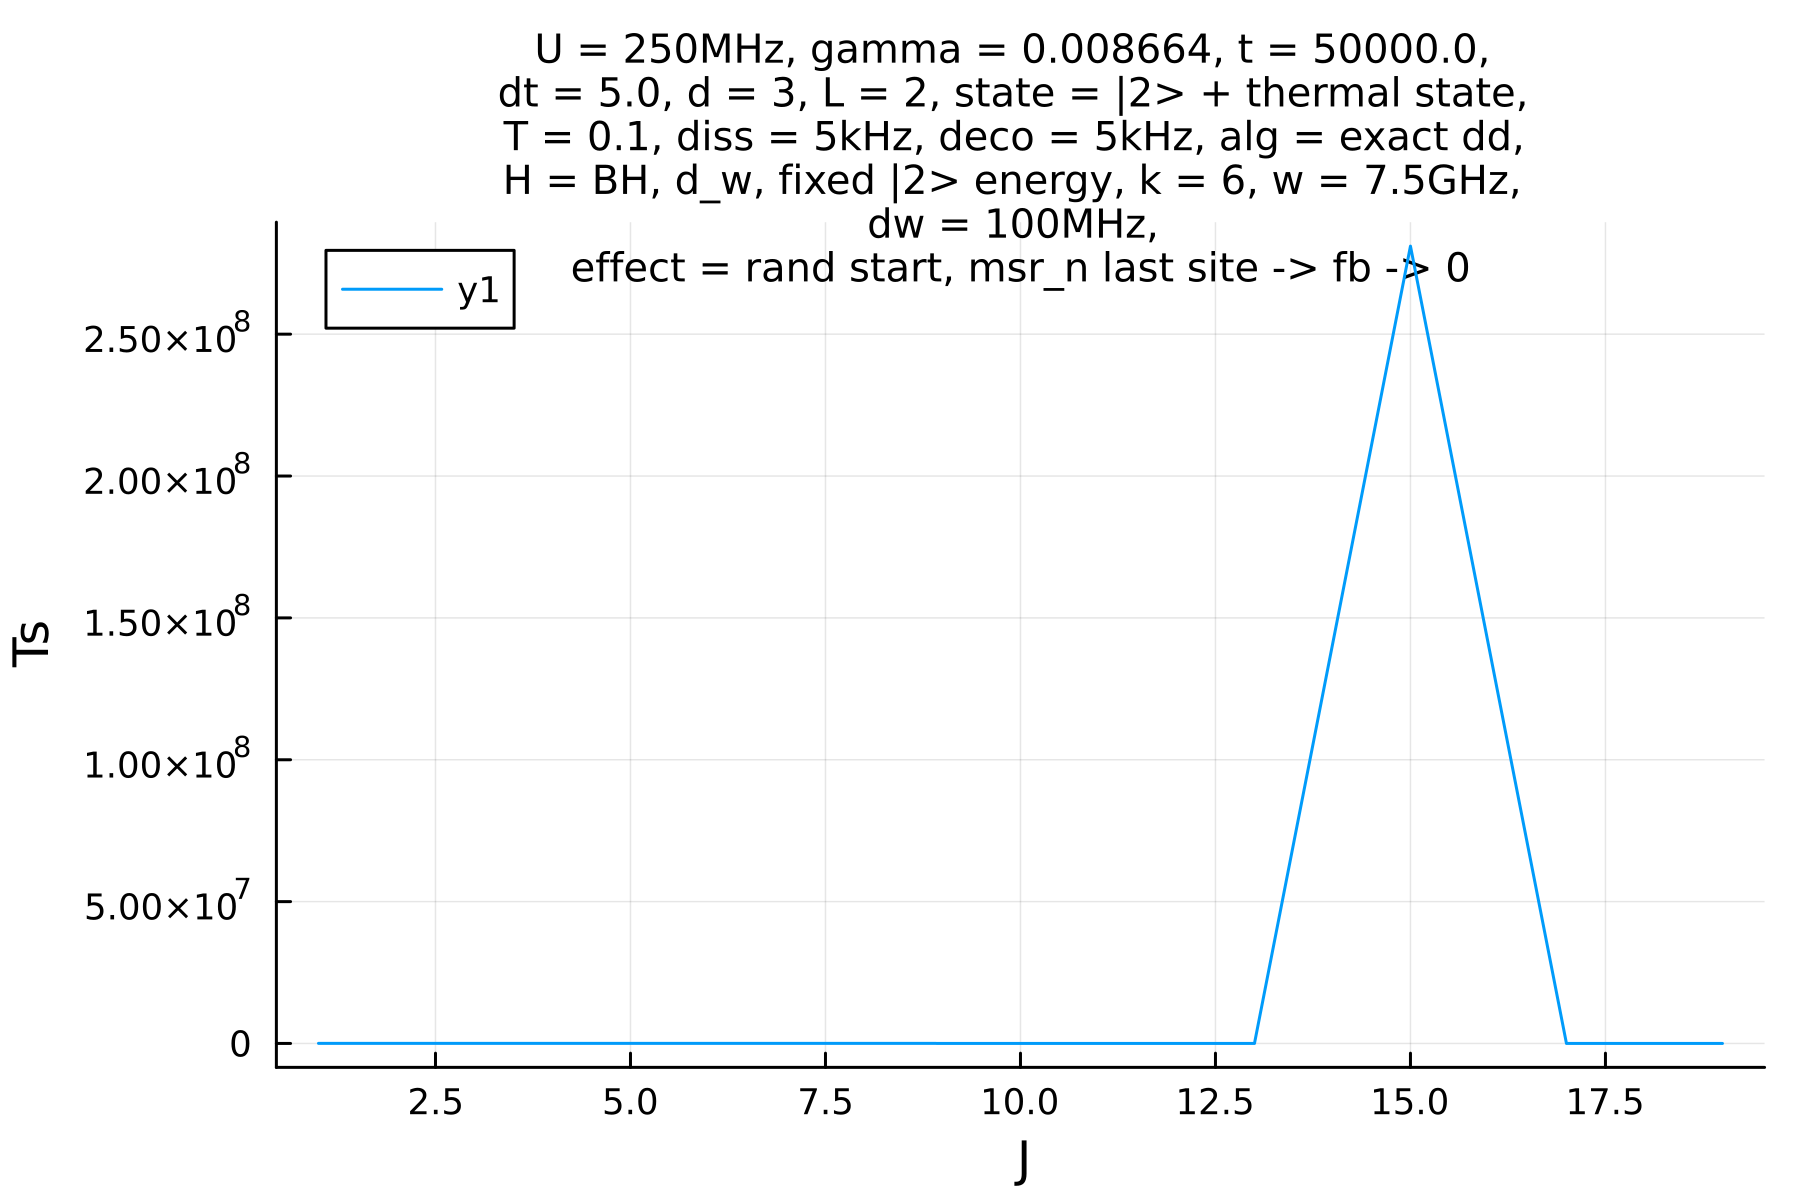 U = 250MHz, gamma = 0.008664, t = 50000.0,
dt = 5.0, d = 3, L = 2, state = |2> + thermal state,
T = 0.1, diss = 5kHz, deco = 5kHz, alg = exact dd,
H = BH, d_w, fixed |2> energy, k = 6, w = 7.5GHz,
dw = 100MHz,
effect = rand start, msr_n last site -> fb -> 0
y1
2.50×10⁸
2.00×10⁸
1.50×10⁸
1.00×10⁸
5.00×10⁷
0
Ts
2.5 5.0 7.5 10.0 12.5 15.0 17.5
J